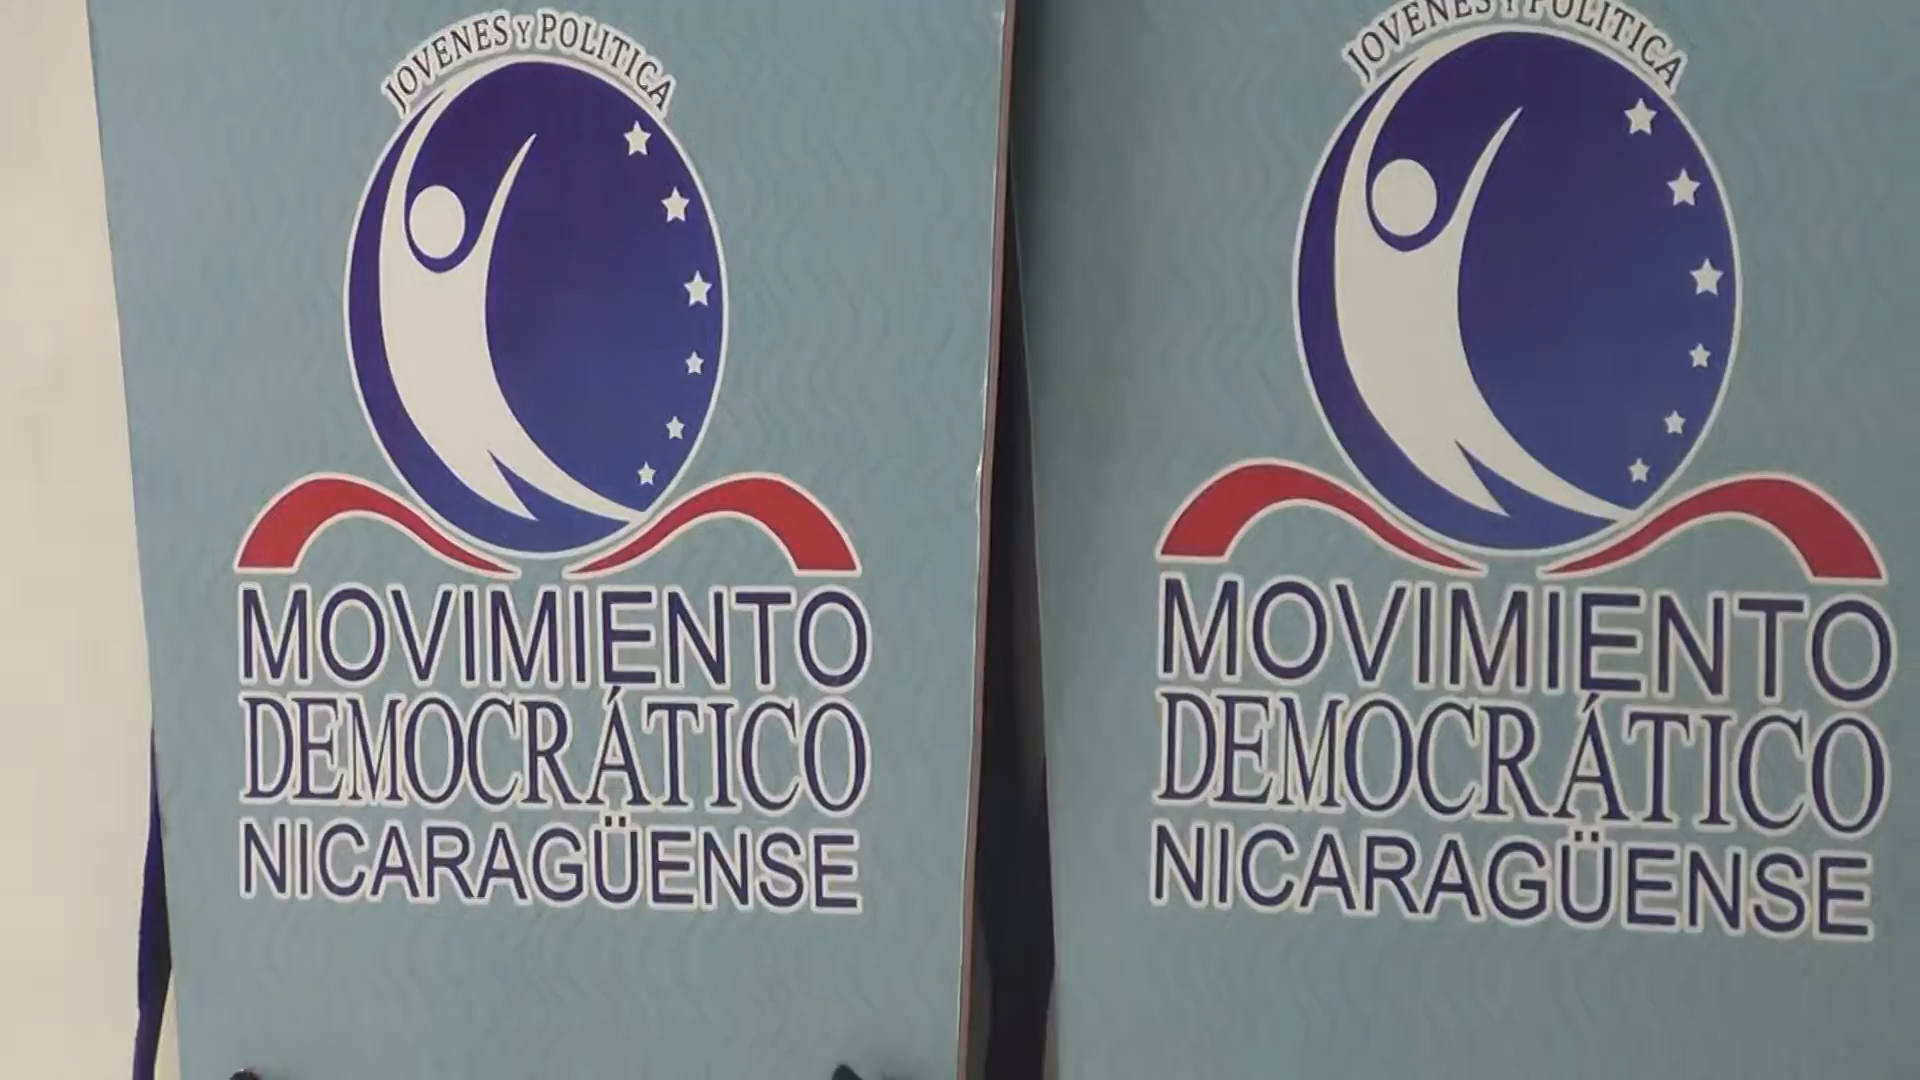 JOVENES Y POLITICA
MOVIMIENTO
DEMOCRÁTICO
NICARAGÜENSE
JOVENES Y POLITICA
MOVIMIENTO
DEMOCRÁTICO
NICARAGÜENSE